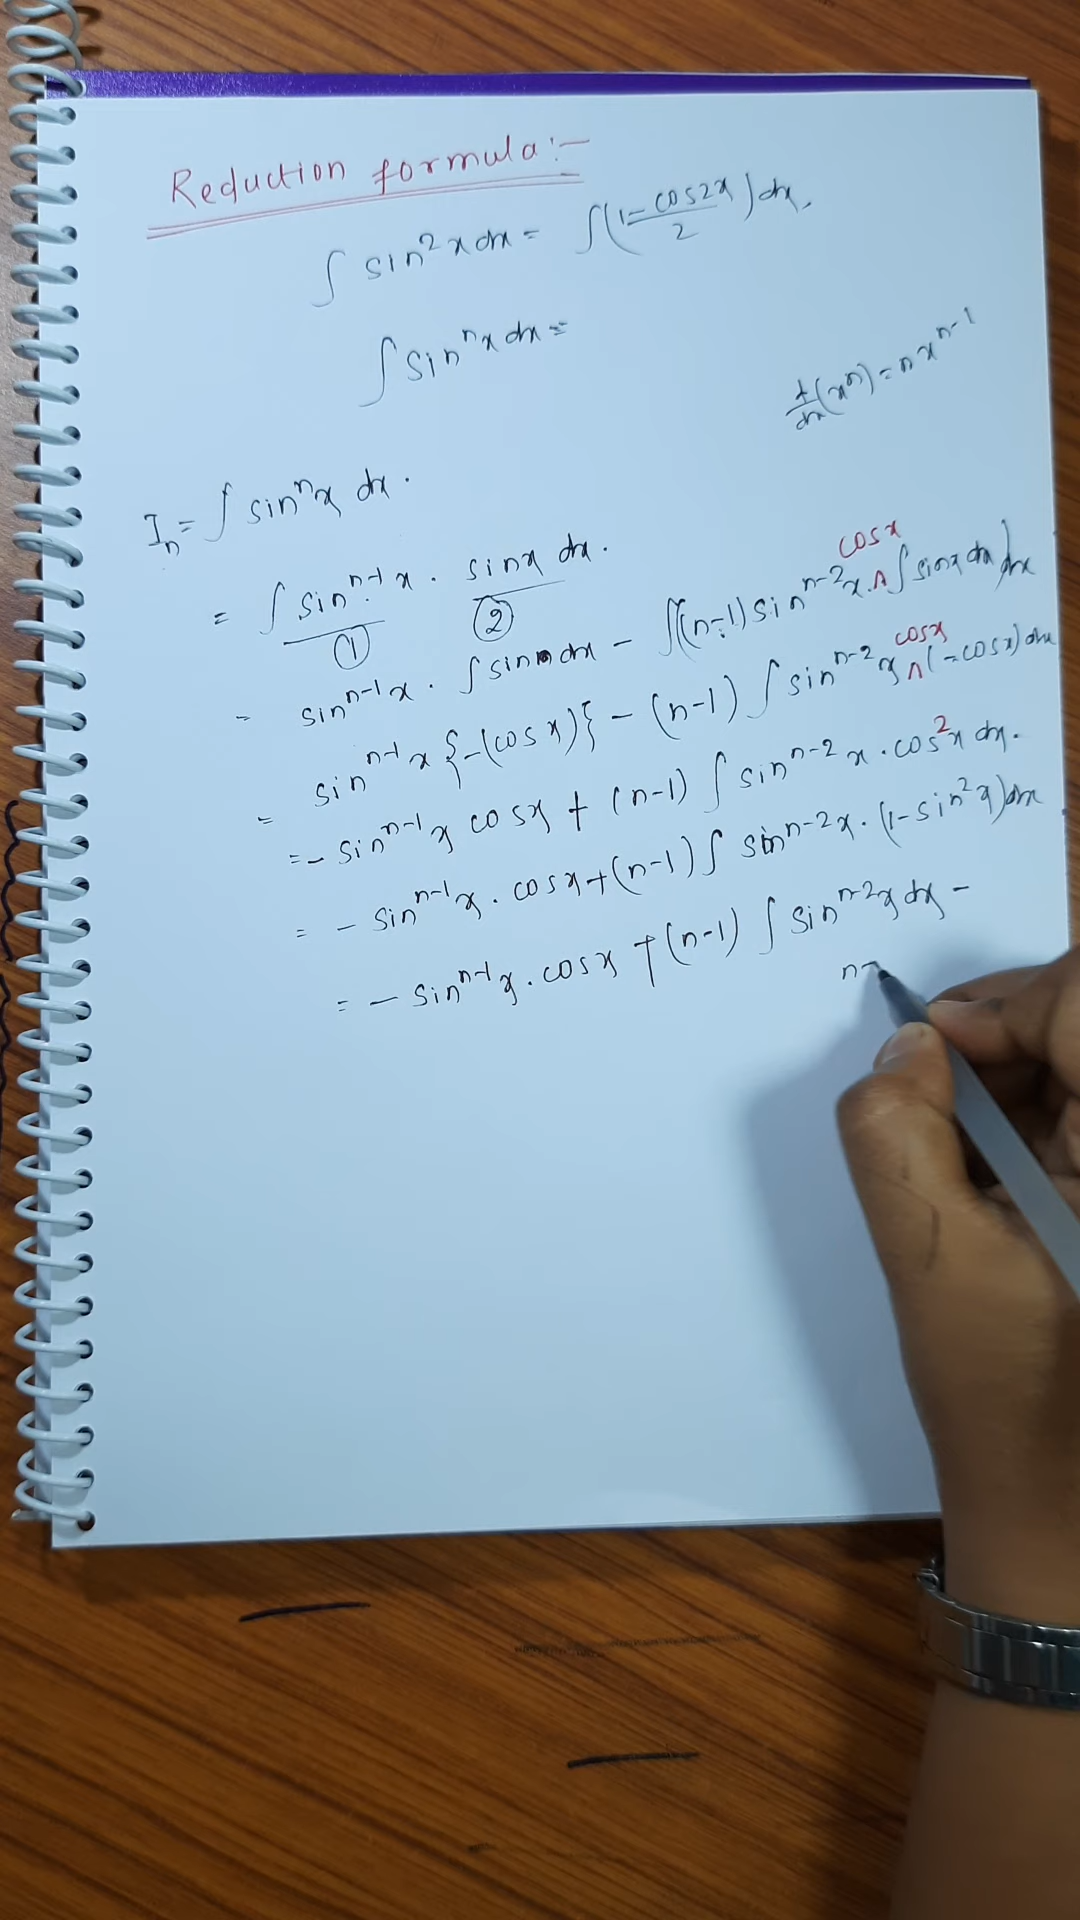 Reduction formula:-
∫ sin²x dx = ∫(1-cos2x / 2) dx,
∫ sinⁿx dx =
d/dx (xⁿ) = n xⁿ⁻¹
Iₙ = ∫ sinⁿx dx.
= ∫ sinⁿ⁻¹x . sinx dx.
① ②
= sinⁿ⁻¹x . ∫ sinx dx - ∫((n-1) sinⁿ⁻²x . cosx ∫ sinx dx) dx
= sinⁿ⁻¹x {-(cosx)} - (n-1) ∫ sinⁿ⁻²x cosx (-cosx) dx
= - sinⁿ⁻¹x cosx + (n-1) ∫ sinⁿ⁻²x . cos²x dx.
= - sinⁿ⁻¹x . cosx + (n-1) ∫ sinⁿ⁻²x . (1-sin²x) dx
= - sinⁿ⁻¹x . cosx + (n-1) ∫ sinⁿ⁻²x dx -
n-